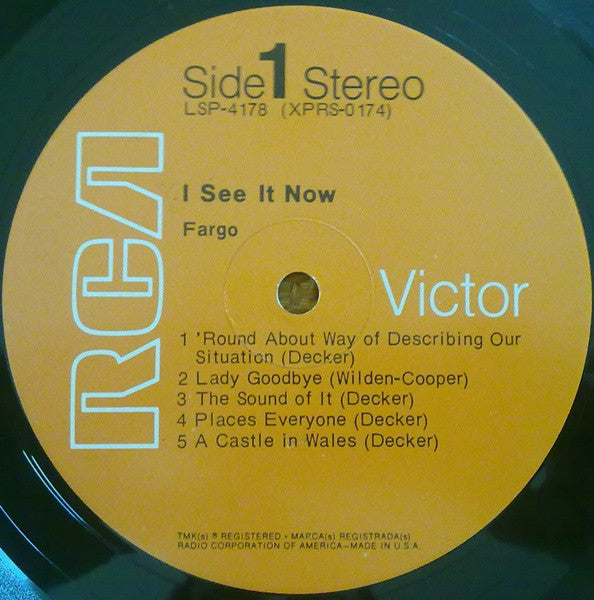 Side 1 Stereo
LSP-4178 (XPRS-0174)
RCA
I See It Now
Fargo
Victor
1 'Round About Way of Describing Our
Situation (Decker)
2 Lady Goodbye (Wilden-Cooper)
3 The Sound of It (Decker)
4 Places Everyone (Decker)
5 A Castle in Wales (Decker)
TMK(s) ® REGISTERED • MARCA(s) REGISTRADA(s)
RADIO CORPORATION OF AMERICA—MADE IN U.S.A.